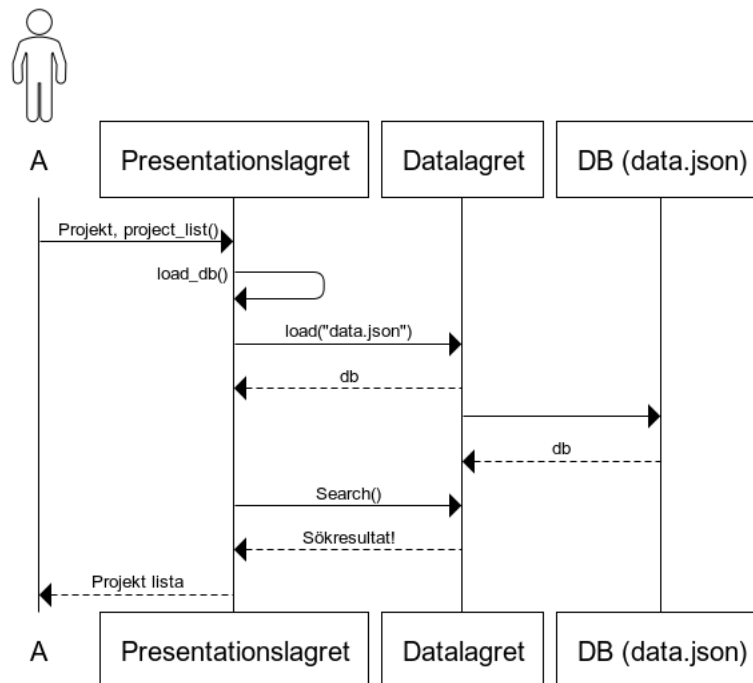 A
Presentationslagret
Datalagret
DB (data.json)
Projekt, project_list()
load_db()
load("data.json")
db
db
Search()
Sökresultat!
Projekt lista
A
Presentationslagret
Datalagret
DB (data.json)